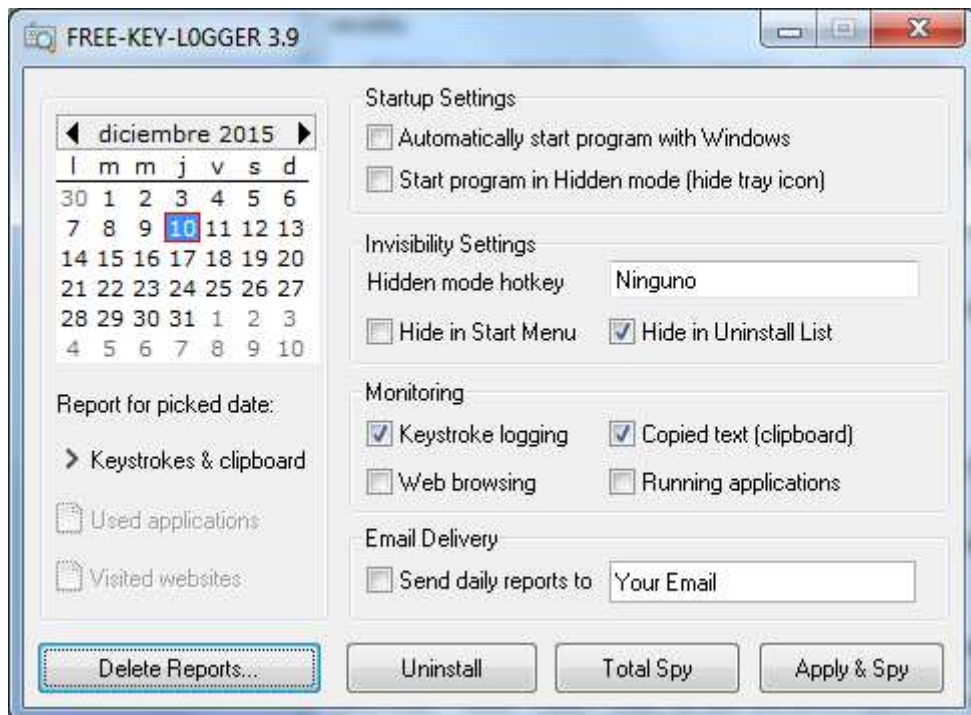 FREE-KEY-L0GGER 3.9
diciembre 2015
l m m j v s d
30 1 2 3 4 5 6
7 8 9 10 11 12 13
14 15 16 17 18 19 20
21 22 23 24 25 26 27
28 29 30 31 1 2 3
4 5 6 7 8 9 10
Report for picked date:
Keystrokes & clipboard
Used applications
Visited websites
Delete Reports...
Startup Settings
Automatically start program with Windows
Start program in Hidden mode (hide tray icon)
Invisibility Settings
Hidden mode hotkey Ninguno
Hide in Start Menu Hide in Uninstall List
Monitoring
Keystroke logging Copied text (clipboard)
Web browsing Running applications
Email Delivery
Send daily reports to Your Email
Uninstall Total Spy Apply & Spy